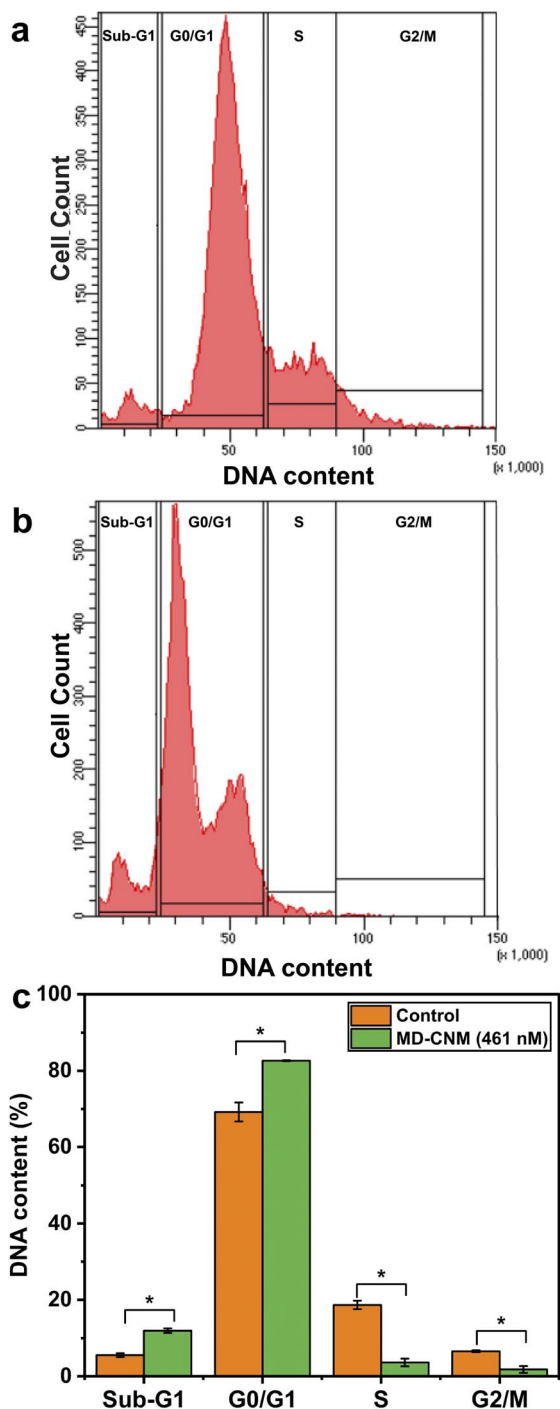 a
Sub-G1 G0/G1 S G2/M
Cell Count
450
400
350
300
250
200
150
100
50
0
50 100 150
(x 1,000)
DNA content
b
Sub-G1 G0/G1 S G2/M
Cell Count
500
400
300
200
100
0
50 100 150
(x 1,000)
DNA content
c
Control
MD-CNM (461 nM)
DNA content (%)
100
80
60
40
20
0
*
*
*
*
Sub-G1 G0/G1 S G2/M